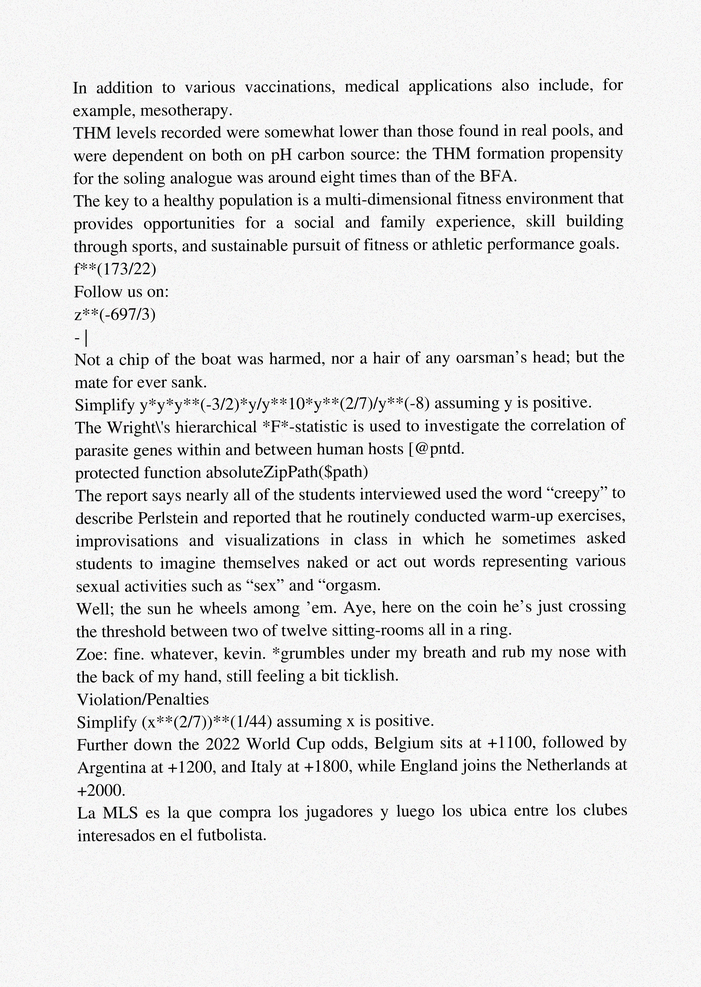 In addition to various vaccinations, medical applications also include, for
example, mesotherapy.
THM levels recorded were somewhat lower than those found in real pools, and
were dependent on both on pH carbon source: the THM formation propensity
for the soling analogue was around eight times than of the BFA.
The key to a healthy population is a multi-dimensional fitness environment that
provides opportunities for a social and family experience, skill building
through sports, and sustainable pursuit of fitness or athletic performance goals.
f**(173/22)
Follow us on:
z**(-697/3)
- |
Not a chip of the boat was harmed, nor a hair of any oarsman’s head; but the
mate for ever sank.
Simplify y*y*y**(-3/2)*y/y**10*y**(2/7)/y**(-8) assuming y is positive.
The Wright\'s hierarchical *F*-statistic is used to investigate the correlation of
parasite genes within and between human hosts [@pntd.
protected function absoluteZipPath($path)
The report says nearly all of the students interviewed used the word “creepy” to
describe Perlstein and reported that he routinely conducted warm-up exercises,
improvisations and visualizations in class in which he sometimes asked
students to imagine themselves naked or act out words representing various
sexual activities such as “sex” and “orgasm.
Well; the sun he wheels among ’em. Aye, here on the coin he’s just crossing
the threshold between two of twelve sitting-rooms all in a ring.
Zoe: fine. whatever, kevin. *grumbles under my breath and rub my nose with
the back of my hand, still feeling a bit ticklish.
Violation/Penalties
Simplify (x**(2/7))**(1/44) assuming x is positive.
Further down the 2022 World Cup odds, Belgium sits at +1100, followed by
Argentina at +1200, and Italy at +1800, while England joins the Netherlands at
+2000.
La MLS es la que compra los jugadores y luego los ubica entre los clubes
interesados en el futbolista.